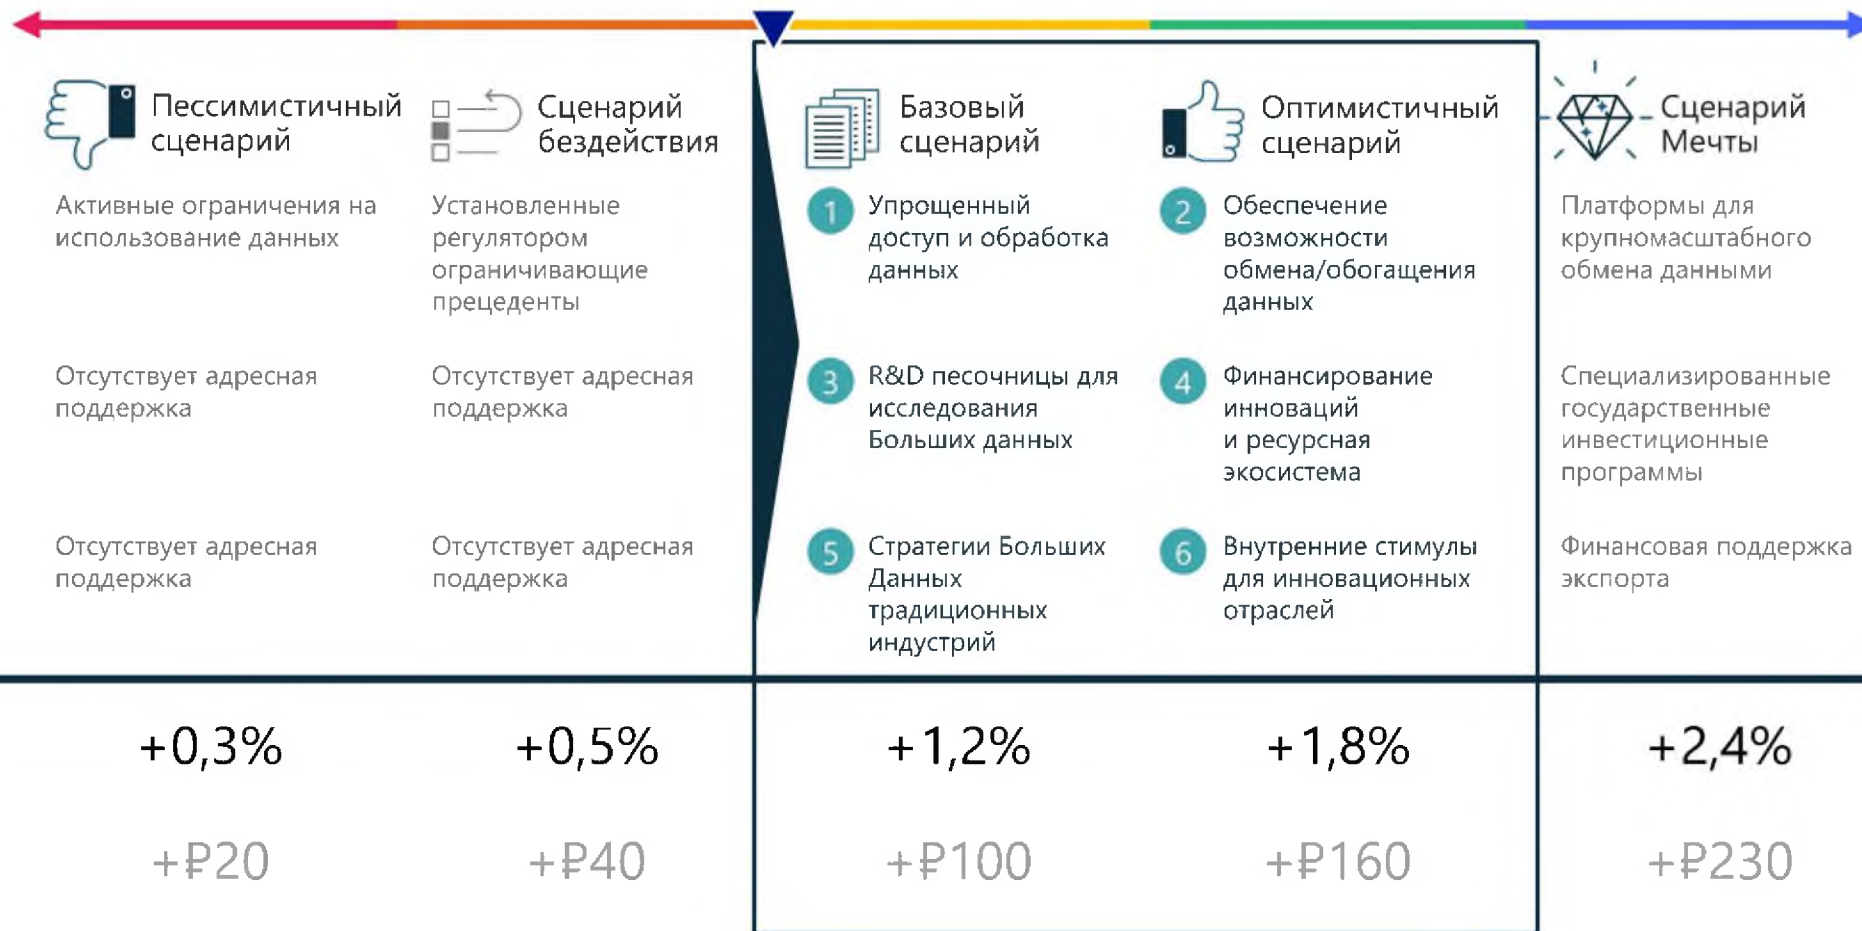 Пессимистичный
сценарий
Сценарий
бездействия
Базовый
сценарий
Оптимистичный
сценарий
Сценарий
Мечты
Активные ограничения на
использование данных
Установленные
регулятором
ограничивающие
прецеденты
1
Упрощенный
доступ и обработка
данных
2
Обеспечение
возможности
обмена/обогащения
данных
Платформы для
крупномасштабного
обмена данными
Отсутствует адресная
поддержка
Отсутствует адресная
поддержка
3
R&D песочницы для
исследования
Больших данных
4
Финансирование
инноваций
и ресурсная
экосистема
Специализированные
государственные
инвестиционные
программы
Отсутствует адресная
поддержка
Отсутствует адресная
поддержка
5
Стратегии Больших
Данных
традиционных
индустрий
6
Внутренние стимулы
для инновационных
отраслей
Финансовая поддержка
экспорта
+0,3%
+0,5%
+1,2%
+1,8%
+2,4%
+₽20
+₽40
+₽100
+₽160
+₽230